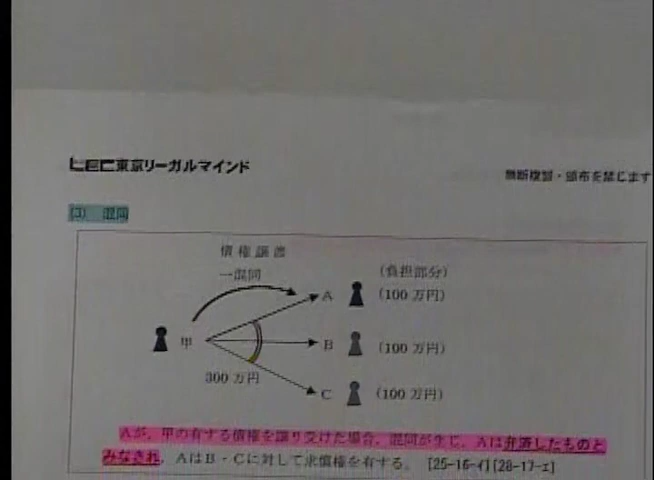 LEC東京リーガルマインド
無断複製・頒布を禁じます
(3) 混同
債権譲渡
→混同
(負担部分)
A (100万円)
甲
B (100万円)
300万円
C (100万円)
Aが、甲の有する債権を譲り受けた場合、混同が生じ、Aは弁済したものと
みなされ、AはB・Cに対して求償権を有する。[25-16-イ][28-17-エ]